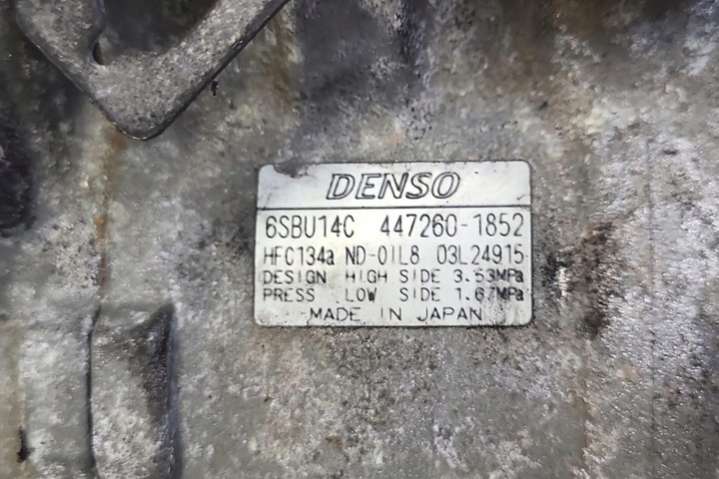 DENSO
6SBU14C 447260-1852
HFC134a ND-OIL8 03L24915
DESIGN HIGH SIDE 3.53MPa
PRESS LOW SIDE 1.67MPa
MADE IN JAPAN